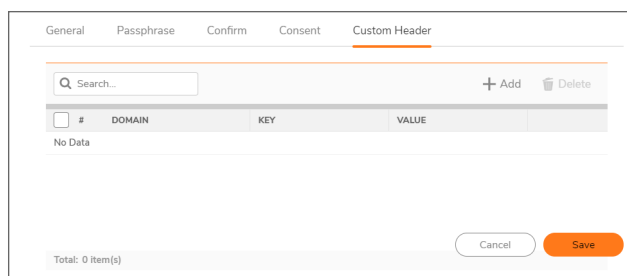 General Passphrase Confirm Consent Custom Header
Search... Add Delete
# DOMAIN KEY VALUE
No Data
Cancel Save
Total: 0 item(s)